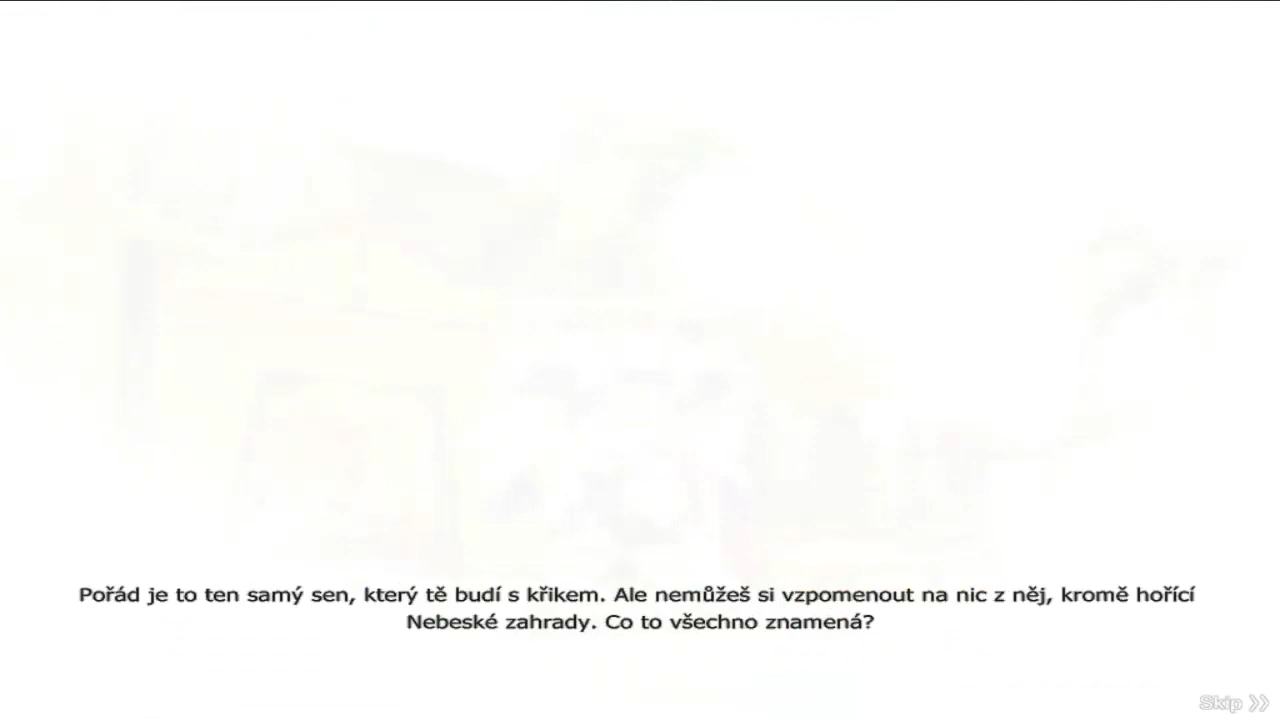 Pořád je to ten samý sen, který tě budí s křikem. Ale nemůžeš si vzpomenout na nic z něj, kromě hořící
Nebeské zahrady. Co to všechno znamená?
Skip